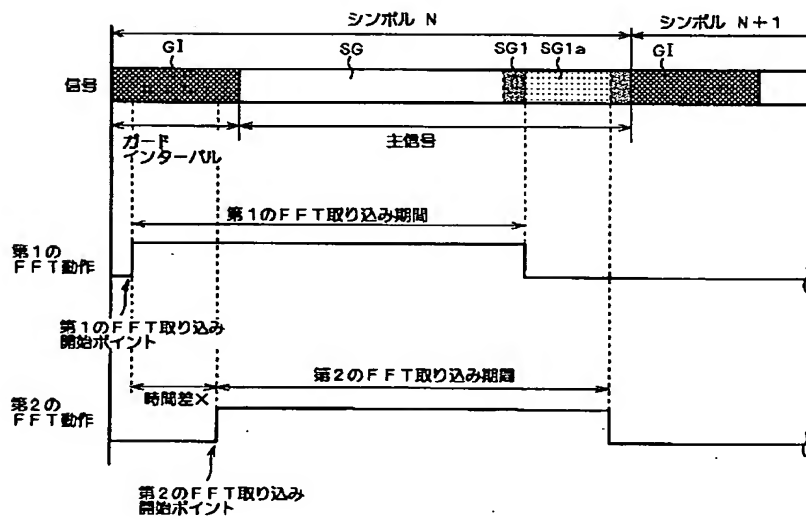 シンボル N
シンボル N+1
GI
SG
SG1
SG1a
GI
信号
ガード
インターバル
主信号
第1のFFT取り込み期間
第1の
FFT動作
第1のFFT取り込み
開始ポイント
第2のFFT取り込み期間
時間差X
第2の
FFT動作
第2のFFT取り込み
開始ポイント